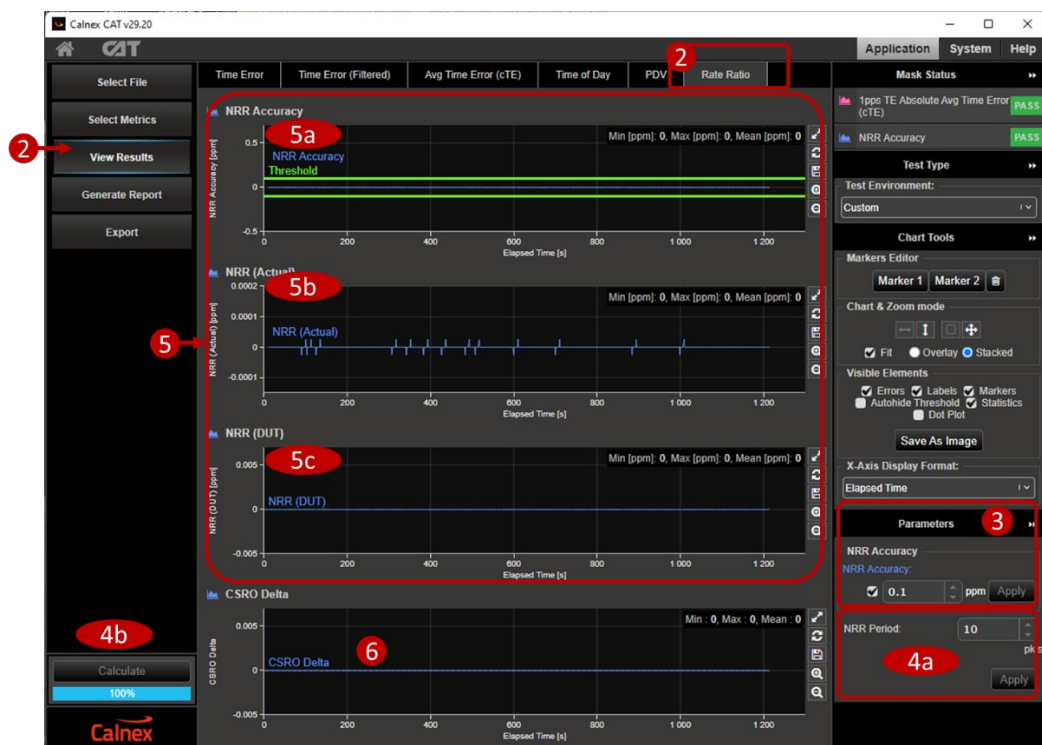 Calnex CAT v29.20
CAT
Application System Help
Select File
Select Metrics
2
View Results
Generate Report
Export
4b
Calculate
100%
Calnex
Time Error Time Error (Filtered) Avg Time Error (cTE) Time of Day PDV 2 Rate Ratio
5
NRR Accuracy
5a
Min [ppm]: 0, Max [ppm]: 0, Mean [ppm]: 0
NRR Accuracy
Threshold
NRR Accuracy [ppm]
0.5
0
-0.5
0 200 400 600 800 1 000 1 200
Elapsed Time [s]
NRR (Actual)
5b
Min [ppm]: 0, Max [ppm]: 0, Mean [ppm]: 0
NRR (Actual)
NRR (Actual) [ppm]
0.0002
0.0001
0
-0.0001
0 200 400 600 800 1 000 1 200
Elapsed Time [s]
NRR (DUT)
5c
Min [ppm]: 0, Max [ppm]: 0, Mean [ppm]: 0
NRR (DUT)
NRR (DUT) [ppm]
0.005
0
-0.005
0 200 400 600 800 1 000 1 200
Elapsed Time [s]
CSRO Delta
Min : 0, Max : 0, Mean : 0
CSRO Delta
6
CSRO Delta
0.005
0
-0.005
0 200 400 600 800 1 000 1 200
Elapsed Time [s]
Mask Status
1pps TE Absolute Avg Time Error
(cTE)
PASS
NRR Accuracy PASS
Test Type
Test Environment:
Custom
Chart Tools
Markers Editor
Marker 1 Marker 2
Chart & Zoom mode
Fit Overlay Stacked
Visible Elements
Errors Labels Markers
Autohide Threshold Statistics
Dot Plot
Save As Image
X-Axis Display Format:
Elapsed Time
Parameters 3
NRR Accuracy
NRR Accuracy:
0.1 ppm Apply
NRR Period: 10
4a
Apply